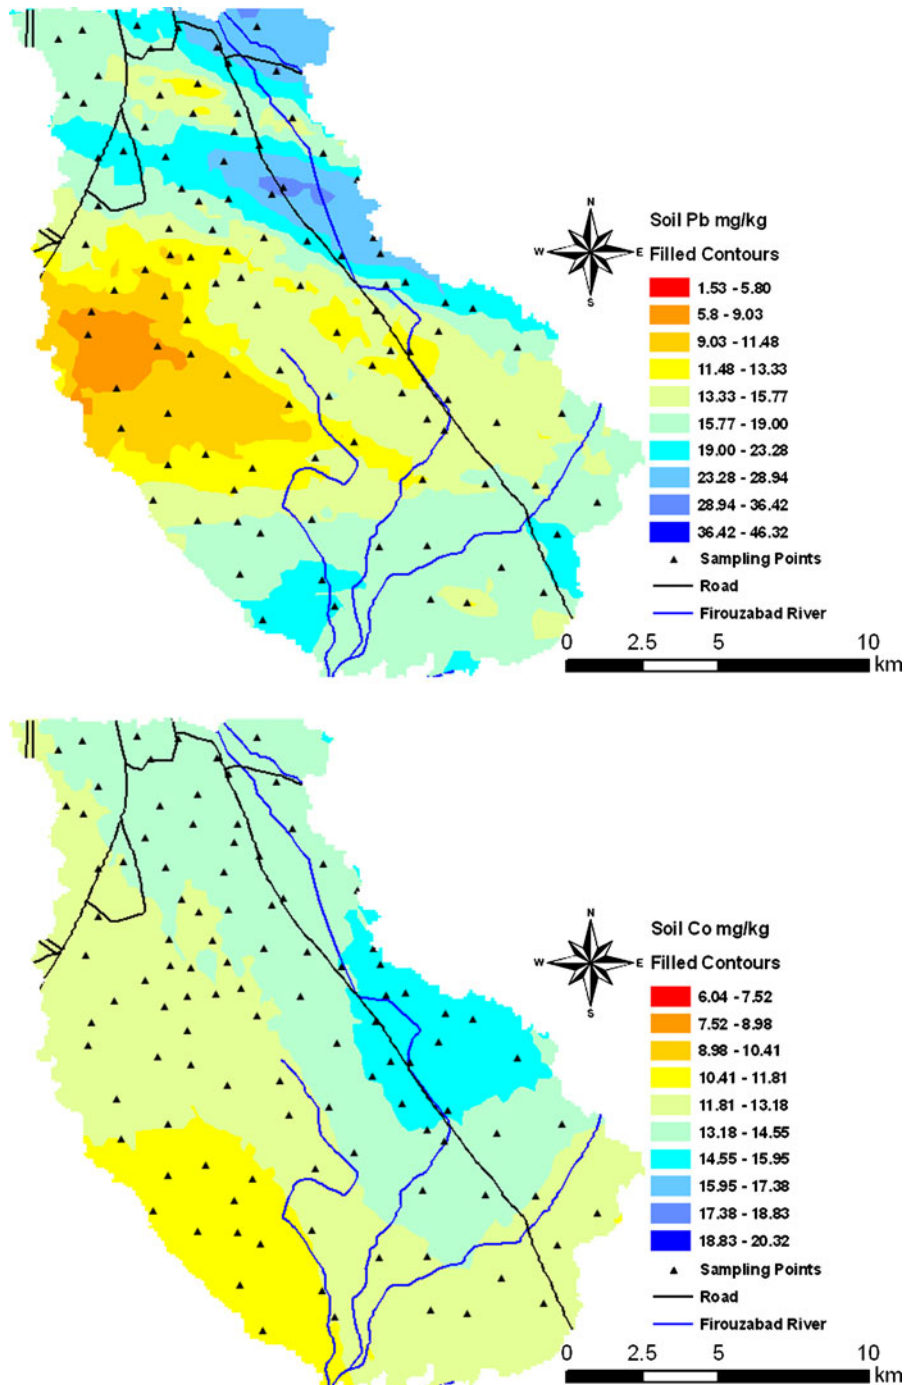 N
W E
S
Soil Pb mg/kg
Filled Contours
1.53 - 5.80
5.8 - 9.03
9.03 - 11.48
11.48 - 13.33
13.33 - 15.77
15.77 - 19.00
19.00 - 23.28
23.28 - 28.94
28.94 - 36.42
36.42 - 46.32
Sampling Points
Road
Firouzabad River
0 2.5 5 10
km
N
W E
S
Soil Co mg/kg
Filled Contours
6.04 - 7.52
7.52 - 8.98
8.98 - 10.41
10.41 - 11.81
11.81 - 13.18
13.18 - 14.55
14.55 - 15.95
15.95 - 17.38
17.38 - 18.83
18.83 - 20.32
Sampling Points
Road
Firouzabad River
0 2.5 5 10
km